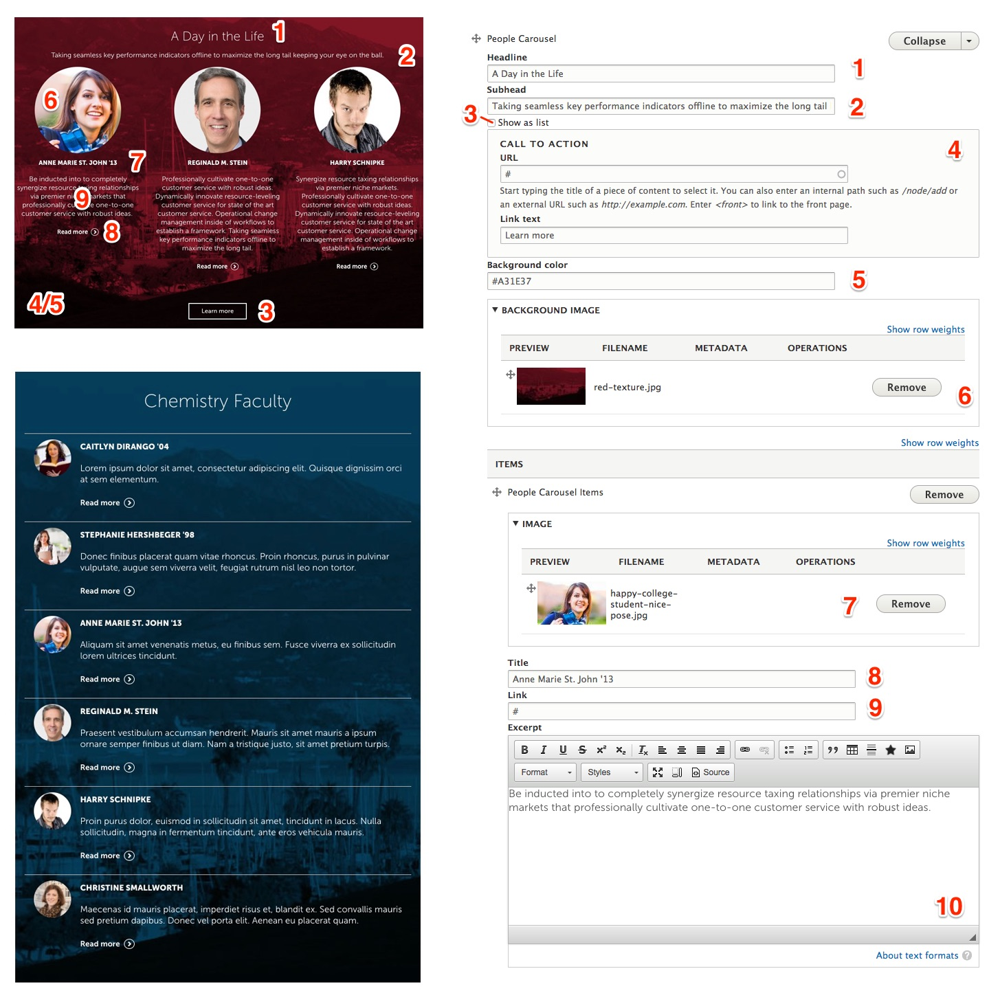 A Day in the Life 1
Taking seamless key performance indicators offline to maximize the long tail keeping your eye on the ball. 2
6
ANNE MARIE ST. JOHN '13 7
Be inducted into to completely
synergize resource taxing relationships
via premier niche markets that
professionally cultivate one-to-one
customer service with robust ideas.
9
Read more 8
REGINALD M. STEIN
Professionally cultivate one-to-one
customer service with robust ideas.
Dynamically innovate resource-leveling
customer service for state of the art
customer service. Operational change
management inside of workflows to
establish a framework. Taking seamless
key performance indicators offline to
maximize the long tail.
Read more
HARRY SCHNIPKE
Synergize resource taxing relationships
via premier niche markets.
Professionally cultivate one-to-one
customer service with robust ideas.
Dynamically innovate resource-leveling
customer service for state of the art
customer service. Operational change
management inside of workflows to
establish a framework.
Read more
4/5
Learn more 3
Chemistry Faculty
CAITLYN DIRANGO '04
Lorem ipsum dolor sit amet, consectetur adipiscing elit. Quisque dignissim orci
at sem elementum.
Read more
STEPHANIE HERSHBEGER '98
Donec finibus placerat quam vitae rhoncus. Proin rhoncus, purus in pulvinar
vulputate, augue sem viverra velit, feugiat rutrum nisl leo non tortor.
Read more
ANNE MARIE ST. JOHN '13
Aliquam sit amet venenatis metus, eu finibus sem. Fusce viverra ex sollicitudin
lorem ultrices tincidunt.
Read more
REGINALD M. STEIN
Praesent vestibulum accumsan hendrerit. Mauris sit amet mauris a ipsum
ornare semper finibus ut diam. Nam a tristique justo, sit amet pretium turpis.
Read more
HARRY SCHNIPKE
Proin purus dolor, euismod in sollicitudin sit amet, tincidunt in lacus. Nulla
sollicitudin, magna in fermentum tincidunt, ante eros vehicula mauris.
Read more
CHRISTINE SMALLWORTH
Maecenas id mauris placerat, imperdiet risus et, blandit ex. Sed convallis mauris
sed pretium dapibus. Donec vel porta elit. Aenean eu placerat quam.
Read more
People Carousel Collapse
Headline
A Day in the Life 1
Subhead
Taking seamless key performance indicators offline to maximize the long tail 2
3 Show as list
CALL TO ACTION 4
URL
#
Start typing the title of a piece of content to select it. You can also enter an internal path such as /node/add or
an external URL such as http://example.com. Enter <front> to link to the front page.
Link text
Learn more
Background color
#A31E37 5
BACKGROUND IMAGE
Show row weights
PREVIEW FILENAME METADATA OPERATIONS
red-texture.jpg Remove 6
Show row weights
ITEMS
People Carousel Items Remove
IMAGE
Show row weights
PREVIEW FILENAME METADATA OPERATIONS
happy-college-
student-nice-
pose.jpg
7 Remove
Title
Anne Marie St. John '13 8
Link
# 9
Excerpt
B I U S x² x₂ Tx
Format Styles Source
Be inducted into to completely synergize resource taxing relationships via premier niche
markets that professionally cultivate one-to-one customer service with robust ideas.
10
About text formats ?